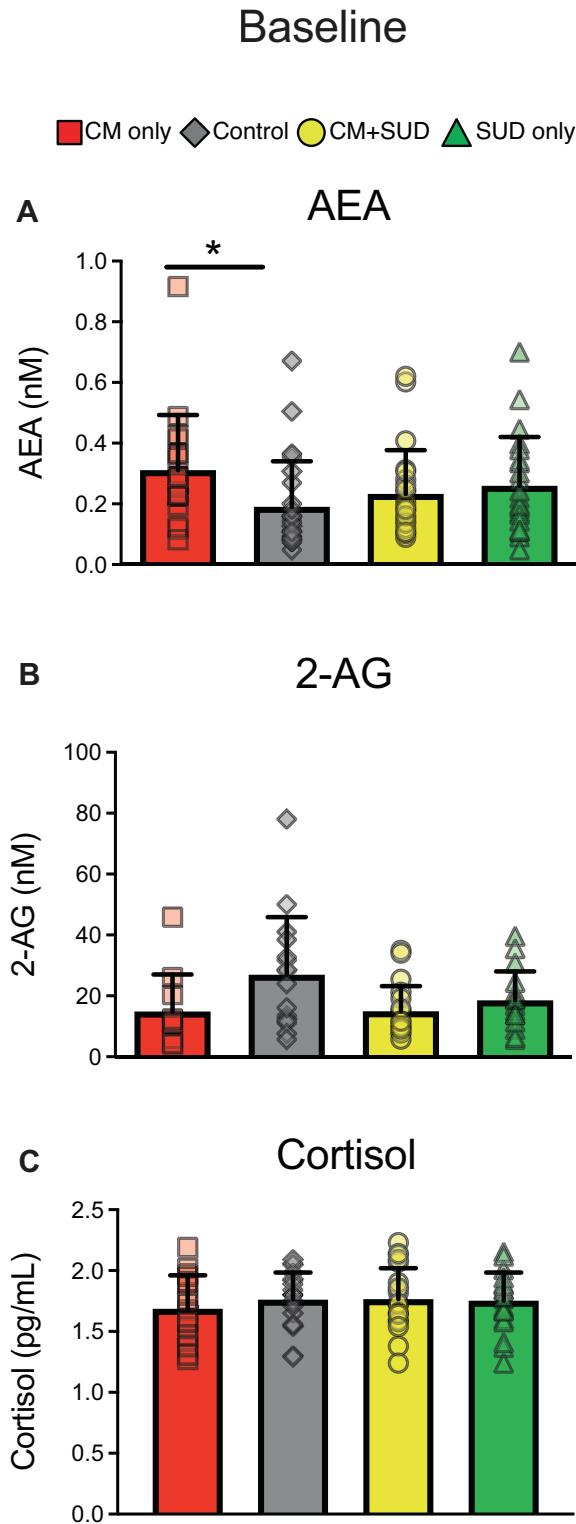 Baseline
CM only Control CM+SUD SUD only
A AEA
*
1.0
0.8
0.6
0.4
0.2
0.0
AEA (nM)
B 2-AG
100
80
60
40
20
0
2-AG (nM)
C Cortisol
2.5
2.0
1.5
1.0
0.5
0.0
Cortisol (pg/mL)